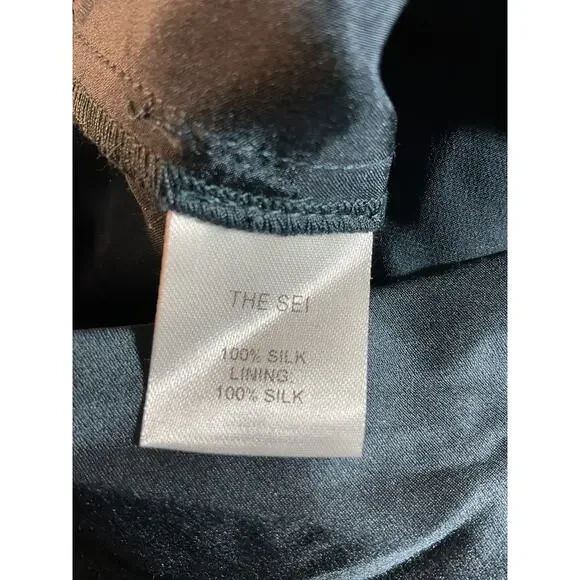 THE SEI
100% SILK
LINING:
100% SILK